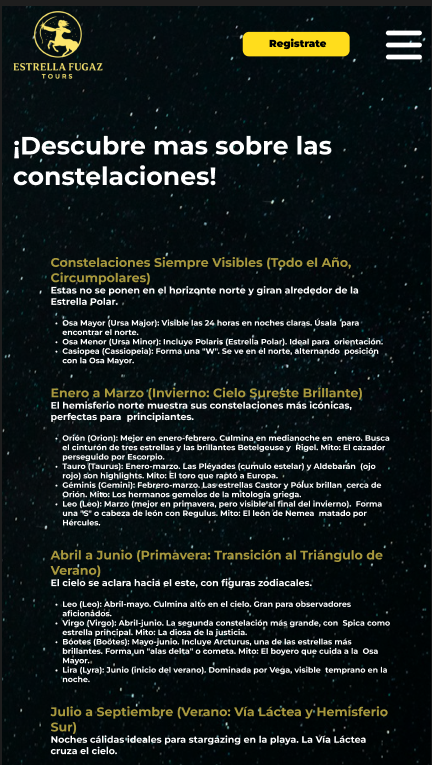 ESTRELLA FUGAZ
TOURS
Registrate
¡Descubre mas sobre las
constelaciones!
Constelaciones Siempre Visibles (Todo el Año,
Circumpolares)
Estas no se ponen en el horizonte norte y giran alrededor de la
Estrella Polar.
• Osa Mayor (Ursa Major): Visible las 24 horas en noches claras. Úsala para
encontrar el norte.
• Osa Menor (Ursa Minor): Incluye Polaris (Estrella Polar). Ideal para orientación.
• Casiopea (Cassiopeia): Forma una "W". Se ve en el norte, alternando posición
con la Osa Mayor.
Enero a Marzo (Invierno: Cielo Sureste Brillante)
El hemisferio norte muestra sus constelaciones más icónicas,
perfectas para principiantes.
• Orión (Orion): Mejor en enero-febrero. Culmina en medianoche en enero. Busca
el cinturón de tres estrellas y las brillantes Betelgeuse y Rigel. Mito: El cazador
perseguido por Escorpio.
• Tauro (Taurus): Enero-marzo. Las Pléyades (cúmulo estelar) y Aldebarán (ojo
rojo) son highlights. Mito: El toro que raptó a Europa.
• Géminis (Gemini): Febrero-marzo. Las estrellas Castor y Pólux brillan cerca de
Orión. Mito: Los hermanos gemelos de la mitología griega.
• Leo (Leo): Marzo (mejor en primavera, pero visible al final del invierno). Forma
una "S" o cabeza de león con Regulus. Mito: El león de Nemea matado por
Hércules.
Abril a Junio (Primavera: Transición al Triángulo de
Verano)
El cielo se aclara hacia el este, con figuras zodiacales.
• Leo (Leo): Abril-mayo. Culmina alto en el cielo. Gran para observadores
aficionados.
• Virgo (Virgo): Abril-junio. La segunda constelación más grande, con Spica como
estrella principal. Mito: La diosa de la justicia.
• Bóotes (Boötes): Mayo-junio. Incluye Arcturus, una de las estrellas más
brillantes. Forma un "alas delta" o cometa. Mito: El boyero que cuida a la Osa
Mayor.
• Lira (Lyra): Junio (inicio del verano). Dominada por Vega, visible temprano en la
noche.
Julio a Septiembre (Verano: Vía Láctea y Hemisferio
Sur)
Noches cálidas ideales para stargazing en la playa. La Vía Láctea
cruza el cielo.